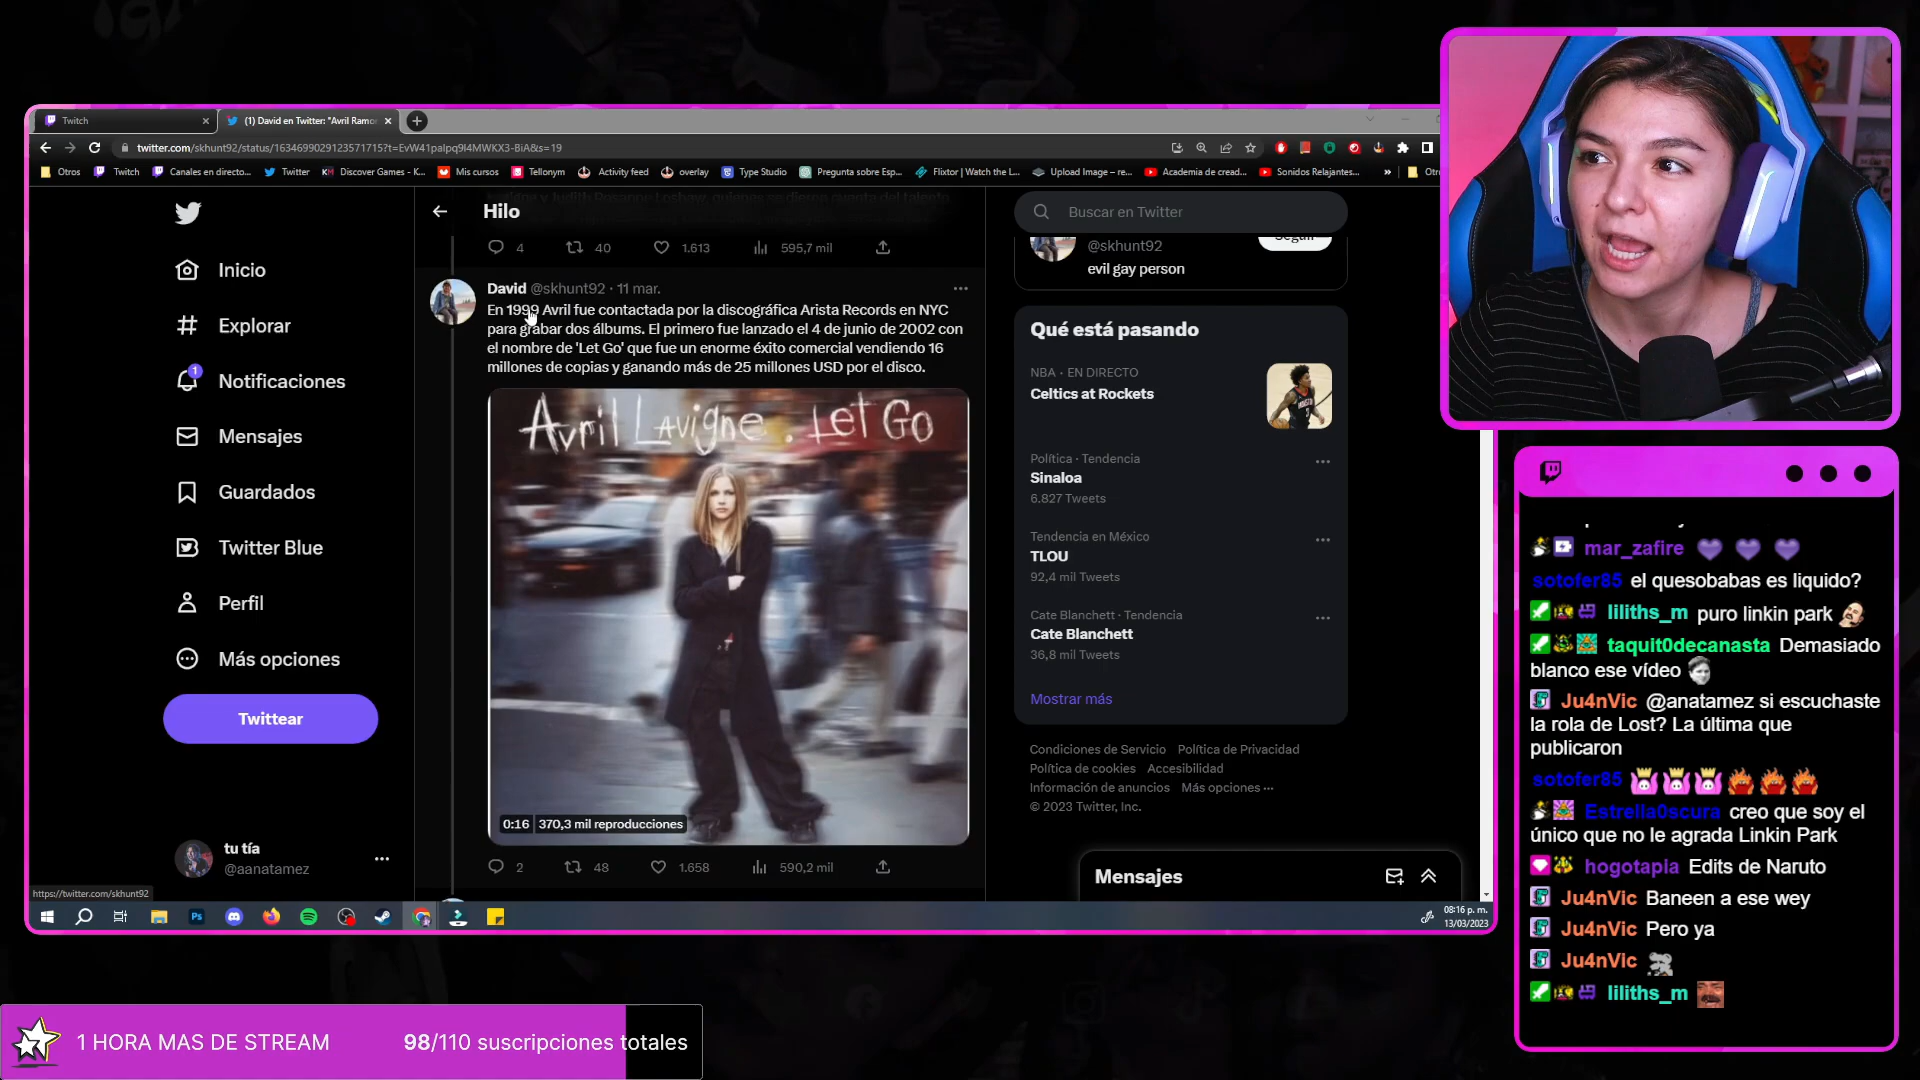 Twitch
(1) David en Twitter: "Avril Ramo
twitter.com/skhunt92/status/1634699029123571715?t=EvW41palpq9l4MWKX3-BiA&s=19
Otros
Twitch
Canales en directo...
Twitter
Discover Games - K...
Mis cursos
Tellonym
Activity feed
overlay
Type Studio
Pregunta sobre Esp...
Flixtor | Watch the L...
Upload Image – re...
Academia de cread...
Sonidos Relajantes...
»
Otr
Inicio
Explorar
1
Notificaciones
Mensajes
Guardados
Twitter Blue
Perfil
Más opciones
Twittear
tu tía
@aanatamez
https://twitter.com/skhunt92
Hilo
4
40
1.613
595,7 mil
David @skhunt92 · 11 mar.
En 1999 Avril fue contactada por la discográfica Arista Records en NYC
para grabar dos álbums. El primero fue lanzado el 4 de junio de 2002 con
el nombre de 'Let Go' que fue un enorme éxito comercial vendiendo 16
millones de copias y ganando más de 25 millones USD por el disco.
Avril Lavigne . Let Go
0:16
370,3 mil reproducciones
2
48
1.658
590,2 mil
Buscar en Twitter
@skhunt92
Seguir
evil gay person
Qué está pasando
NBA · EN DIRECTO
Celtics at Rockets
Política · Tendencia
Sinaloa
6.827 Tweets
Tendencia en México
TLOU
92,4 mil Tweets
Cate Blanchett · Tendencia
Cate Blanchett
36,8 mil Tweets
Mostrar más
Condiciones de Servicio Política de Privacidad
Política de cookies Accesibilidad
Información de anuncios Más opciones ···
© 2023 Twitter, Inc.
Mensajes
08:16 p. m.
13/03/2023
mar_zafire
sotofer85 el quesobabas es liquido?
liliths_m puro linkin park
taquit0decanasta Demasiado
blanco ese vídeo
Ju4nVic @anatamez si escuchaste
la rola de Lost? La última que
publicaron
sotofer85
Estrella0scura creo que soy el
único que no le agrada Linkin Park
hogotapia Edits de Naruto
Ju4nVic Baneen a ese wey
Ju4nVic Pero ya
Ju4nVic
liliths_m
1 HORA MAS DE STREAM
98/110 suscripciones totales